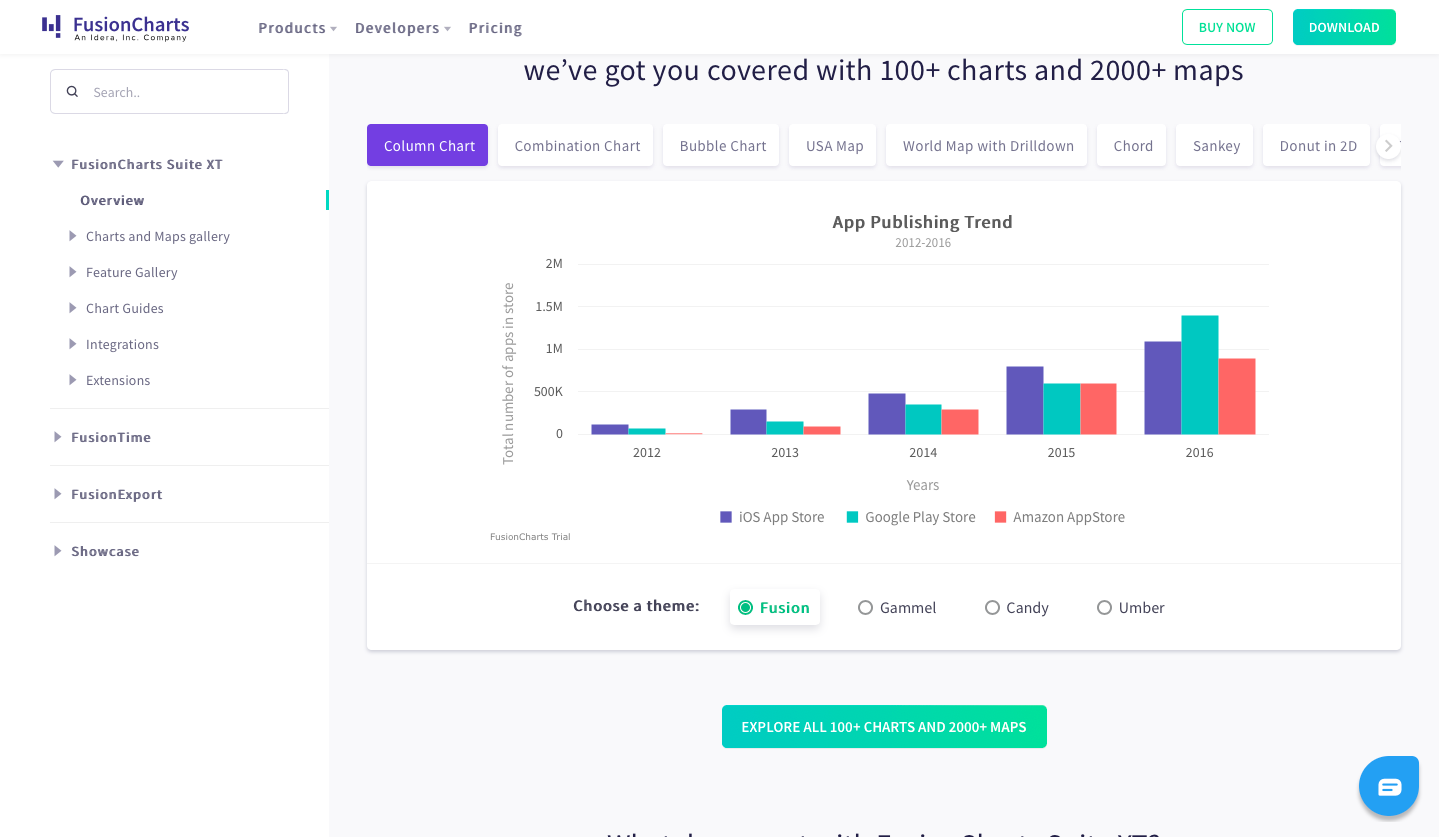 FusionCharts
An Idera, Inc. Company
Products
Developers
Pricing
BUY NOW
DOWNLOAD
Search..
FusionCharts Suite XT
Overview
Charts and Maps gallery
Feature Gallery
Chart Guides
Integrations
Extensions
FusionTime
FusionExport
Showcase
we’ve got you covered with 100+ charts and 2000+ maps
Column Chart
Combination Chart
Bubble Chart
USA Map
World Map with Drilldown
Chord
Sankey
Donut in 2D
App Publishing Trend
2012-2016
Total number of apps in store
2M
1.5M
1M
500K
0
2012
2013
2014
2015
2016
Years
iOS App Store
Google Play Store
Amazon AppStore
FusionCharts Trial
Choose a theme:
Fusion
Gammel
Candy
Umber
EXPLORE ALL 100+ CHARTS AND 2000+ MAPS